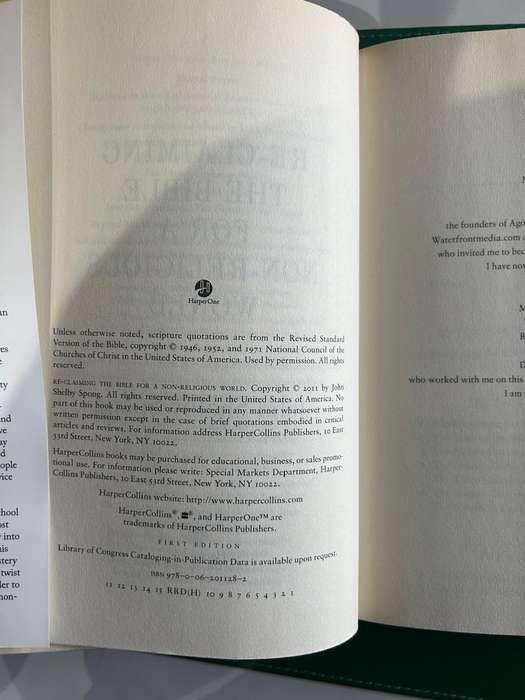 HarperOne
Unless otherwise noted, scripture quotations are from the Revised Standard
Version of the Bible, copyright © 1946, 1952, and 1971 National Council of the
Churches of Christ in the United States of America. Used by permission. All rights
reserved.
RE-CLAIMING THE BIBLE FOR A NON-RELIGIOUS WORLD. Copyright © 2011 by John
Shelby Spong. All rights reserved. Printed in the United States of America. No
part of this book may be used or reproduced in any manner whatsoever without
written permission except in the case of brief quotations embodied in critical
articles and reviews. For information address HarperCollins Publishers, 10 East
53rd Street, New York, NY 10022.
HarperCollins books may be purchased for educational, business, or sales promo-
tional use. For information please write: Special Markets Department, Harper-
Collins Publishers, 10 East 53rd Street, New York, NY 10022.
HarperCollins website: http://www.harpercollins.com
HarperCollins®, ®, and HarperOne™ are
trademarks of HarperCollins Publishers.
FIRST EDITION
Library of Congress Cataloging-in-Publication Data is available upon request.
ISBN 978-0-06-201128-2
11 12 13 14 15 RRD(H) 10 9 8 7 6 5 4 3 2 1
the founders of Ago
Waterfrontmedia.com a
who invited me to bec
I have nov
M
R
D
who worked with me on this
I am